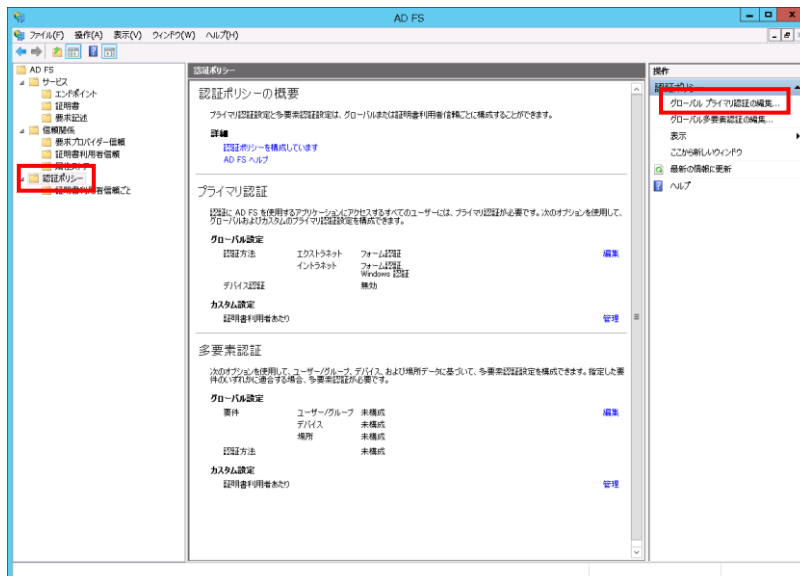 AD FS
ファイル(F) 操作(A) 表示(V) ウィンドウ(W) ヘルプ(H)
AD FS
サービス
エンドポイント
証明書
要求記述
信頼関係
要求プロバイダー信頼
証明書利用者信頼
認証ポリシー
証明書利用者信頼ごと
認証ポリシー
認証ポリシーの概要
プライマリ認証設定と多要素認証設定は、グローバルまたは証明書利用者信頼ごとに構成することができます。
詳細
認証ポリシーを構成しています
AD FS ヘルプ
プライマリ認証
認証に AD FS を使用するアプリケーションにアクセスするすべてのユーザーには、プライマリ認証が必要です。次のオプションを使用して、
グローバルおよびカスタムのプライマリ認証設定を構成できます。
グローバル設定
認証方法 エクストラネット フォーム認証 編集
イントラネット フォーム認証,
Windows 認証
デバイス認証 無効
カスタム設定
証明書利用者あたり 管理
多要素認証
次のオプションを使用して、ユーザー/グループ、デバイス、および場所データに基づいて、多要素認証設定を構成できます。指定した要
件のいずれかに適合する場合、多要素認証が必要です。
グローバル設定
要件 ユーザー/グループ 未構成 編集
デバイス 未構成
場所 未構成
認証方法 未構成
カスタム設定
証明書利用者あたり 管理
操作
認証ポリシー
グローバル プライマリ認証の編集...
グローバル多要素認証の編集...
表示
ここから新しいウィンドウ
最新の情報に更新
ヘルプ